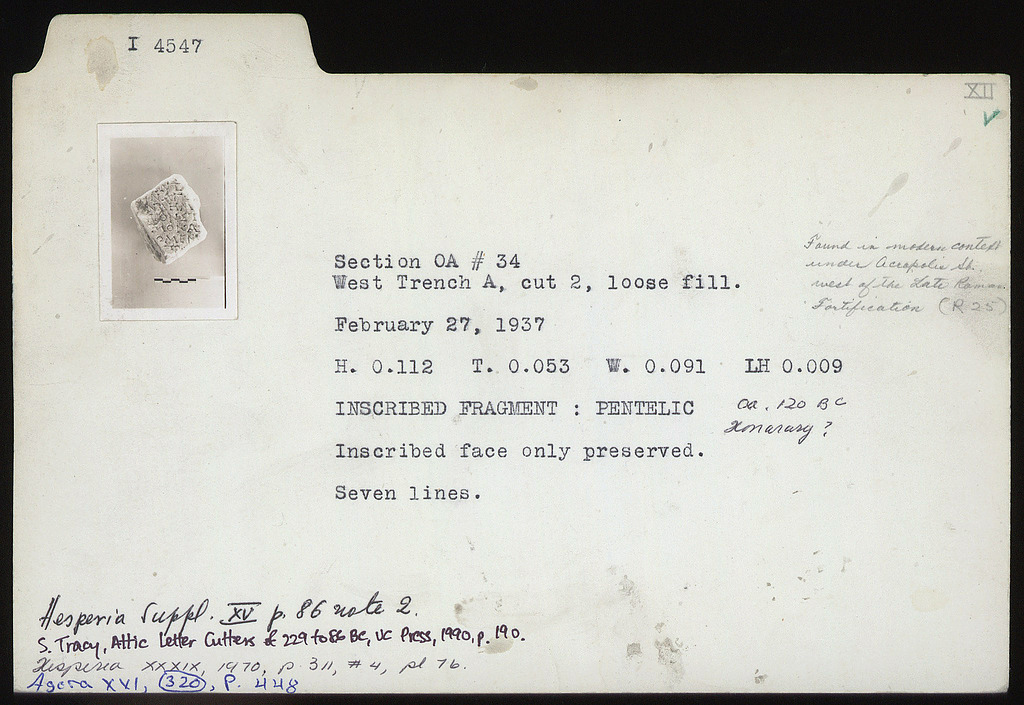 I 4547
XII
Found in modern context
under Acropolis St.
west of the Late Roman
Fortification (R 25)
Section OA # 34
West Trench A, cut 2, loose fill.
February 27, 1937
H. 0.112 T. 0.053 W. 0.091 LH 0.009
INSCRIBED FRAGMENT : PENTELIC ca. 120 BC
Honorary ?
Inscribed face only preserved.
Seven lines.
Hesperia Suppl. XV p. 86 note 2.
S. Tracy, Attic Letter Cutters of 229 to 86 BC, UC Press, 1990, p. 190.
Hesperia XXXIX, 1970, p 311, #4, pl 76.
Agora XVI, 320, P. 448